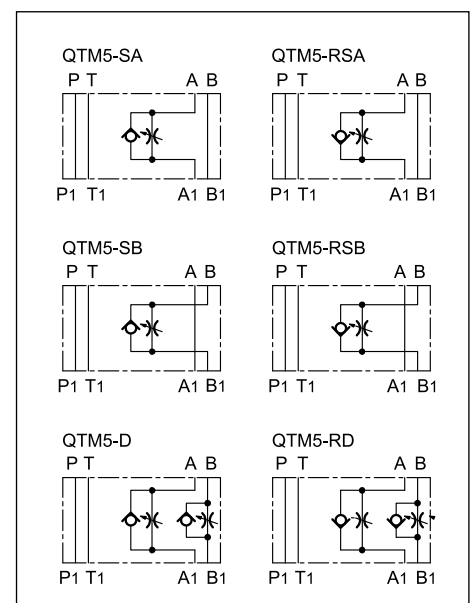 QTM5-SA
P T A B
P1 T1 A1 B1
QTM5-RSA
P T A B
P1 T1 A1 B1
QTM5-SB
P T A B
P1 T1 A1 B1
QTM5-RSB
P T A B
P1 T1 A1 B1
QTM5-D
P T A B
P1 T1 A1 B1
QTM5-RD
P T A B
P1 T1 A1 B1